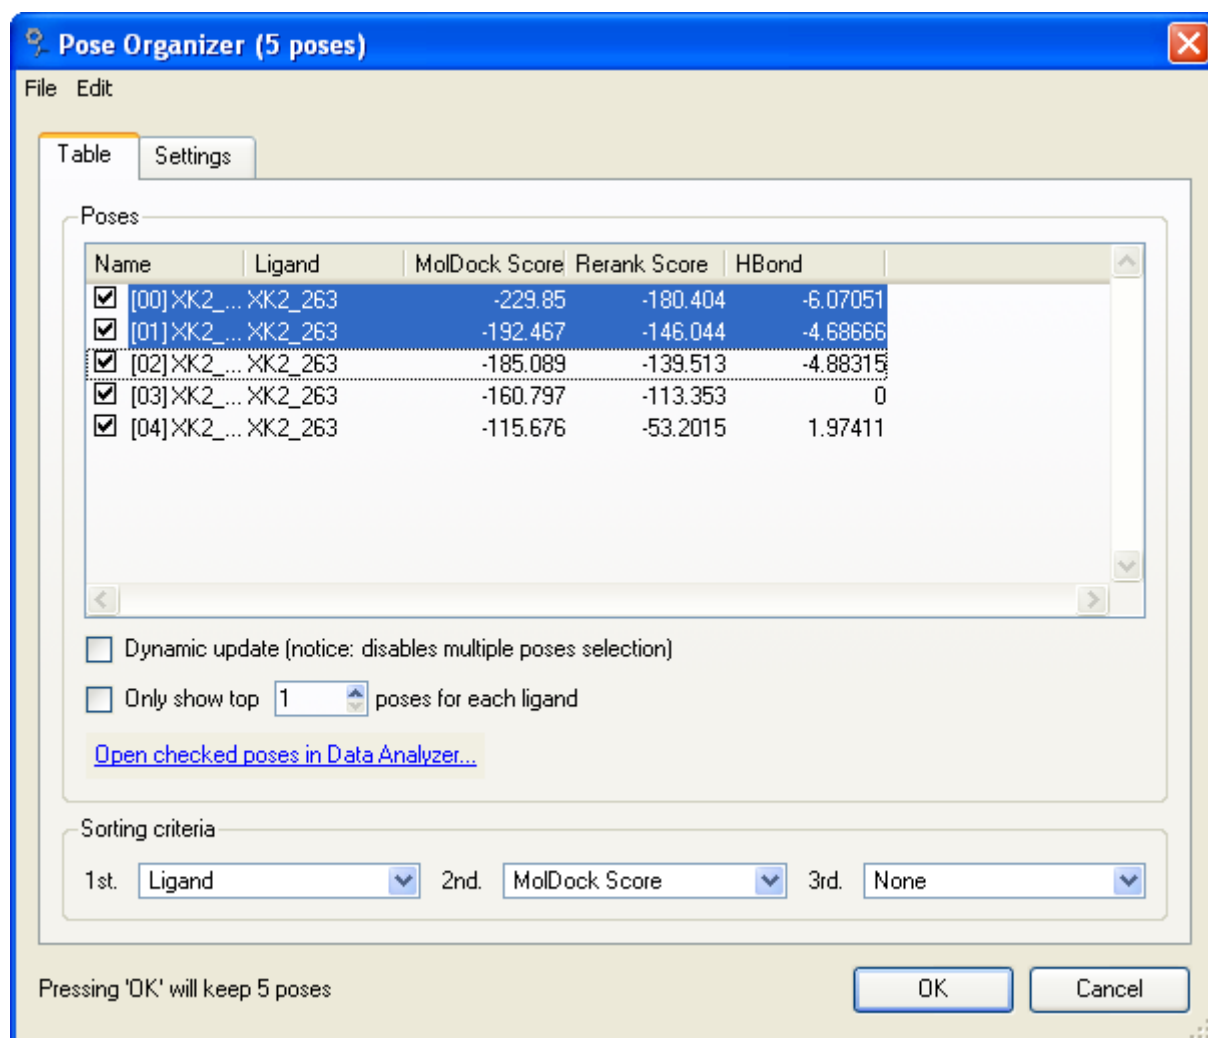 Pose Organizer (5 poses)
File Edit
Table Settings
Poses
Name Ligand MolDock Score Rerank Score HBond
[00]XK2_... XK2_263 -229.85 -180.404 -6.07051
[01]XK2_... XK2_263 -192.467 -146.044 -4.68666
[02]XK2_... XK2_263 -185.089 -139.513 -4.88315
[03]XK2_... XK2_263 -160.797 -113.353 0
[04]XK2_... XK2_263 -115.676 -53.2015 1.97411
Dynamic update (notice: disables multiple poses selection)
Only show top 1 poses for each ligand
Open checked poses in Data Analyzer...
Sorting criteria
1st. Ligand 2nd. MolDock Score 3rd. None
Pressing 'OK' will keep 5 poses OK Cancel